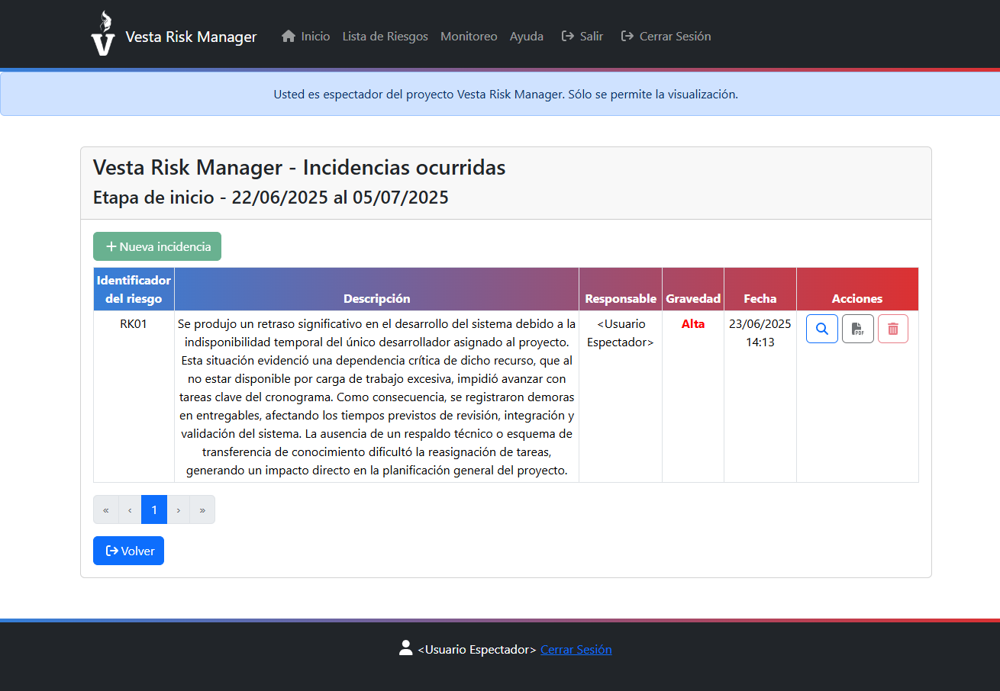 Vesta Risk Manager
Inicio
Lista de Riesgos
Monitoreo
Ayuda
Salir
Cerrar Sesión
Usted es espectador del proyecto Vesta Risk Manager. Sólo se permite la visualización.
Vesta Risk Manager - Incidencias ocurridas
Etapa de inicio - 22/06/2025 al 05/07/2025
Nueva incidencia
Identificador
del riesgo
Descripción
Responsable
Gravedad
Fecha
Acciones
RK01
Se produjo un retraso significativo en el desarrollo del sistema debido a la
indisponibilidad temporal del único desarrollador asignado al proyecto.
Esta situación evidenció una dependencia crítica de dicho recurso, que al
no estar disponible por carga de trabajo excesiva, impidió avanzar con
tareas clave del cronograma. Como consecuencia, se registraron demoras
en entregables, afectando los tiempos previstos de revisión, integración y
validación del sistema. La ausencia de un respaldo técnico o esquema de
transferencia de conocimiento dificultó la reasignación de tareas,
generando un impacto directo en la planificación general del proyecto.
<Usuario
Espectador>
Alta
23/06/2025
14:13
PDF
« ‹ 1 › »
Volver
<Usuario Espectador> Cerrar Sesión